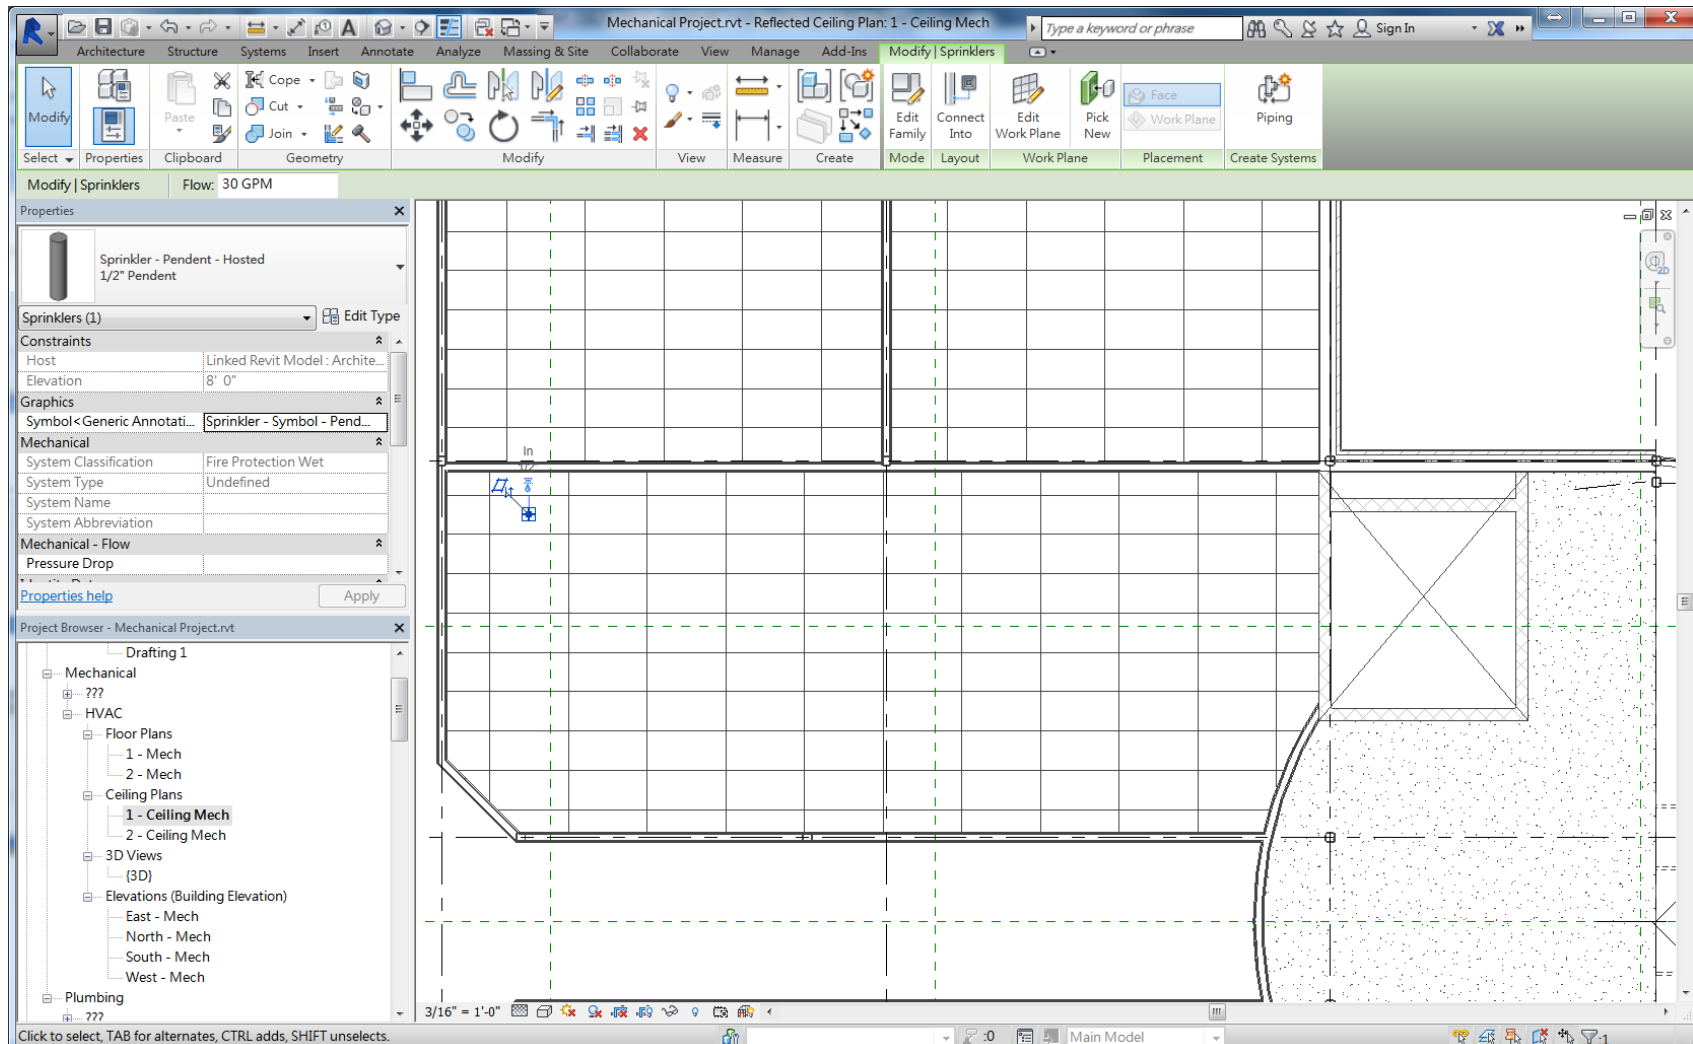 Mechanical Project.rvt - Reflected Ceiling Plan: 1 - Ceiling Mech
Type a keyword or phrase
Sign In
Architecture Structure Systems Insert Annotate Analyze Massing & Site Collaborate View Manage Add-Ins Modify | Sprinklers
Modify
Paste
Cope
Cut
Join
Edit Family
Connect Into
Edit Work Plane
Pick New
Face
Work Plane
Piping
Select Properties Clipboard Geometry Modify View Measure Create Mode Layout Work Plane Placement Create Systems
Modify | Sprinklers Flow: 30 GPM
Properties
Sprinkler - Pendent - Hosted
1/2" Pendent
Sprinklers (1) Edit Type
Constraints
Host Linked Revit Model : Archite...
Elevation 8' 0"
Graphics
Symbol<Generic Annotati... Sprinkler - Symbol - Pend...
Mechanical
System Classification Fire Protection Wet
System Type Undefined
System Name
System Abbreviation
Mechanical - Flow
Pressure Drop
Properties help Apply
Project Browser - Mechanical Project.rvt
Drafting 1
Mechanical
???
HVAC
Floor Plans
1 - Mech
2 - Mech
Ceiling Plans
1 - Ceiling Mech
2 - Ceiling Mech
3D Views
{3D}
Elevations (Building Elevation)
East - Mech
North - Mech
South - Mech
West - Mech
Plumbing
???
In
1/2"
2D
3/16" = 1'-0"
Click to select, TAB for alternates, CTRL adds, SHIFT unselects.
:0
Main Model
:1